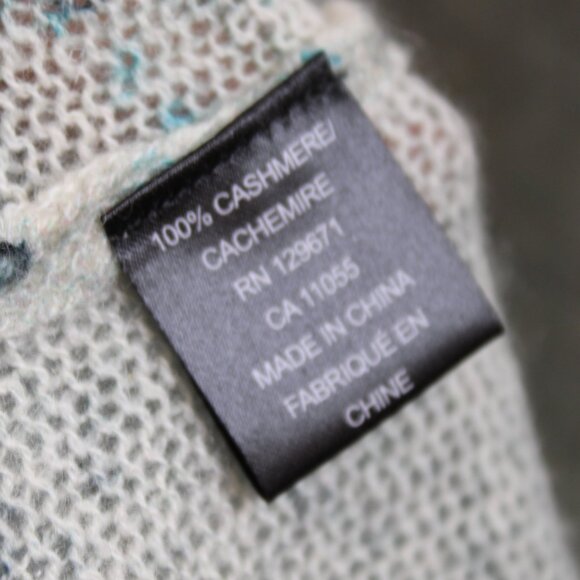 100% CASHMERE/
CACHEMIRE
RN 129671
CA 11055
MADE IN CHINA
FABRIQUÉ EN
CHINE